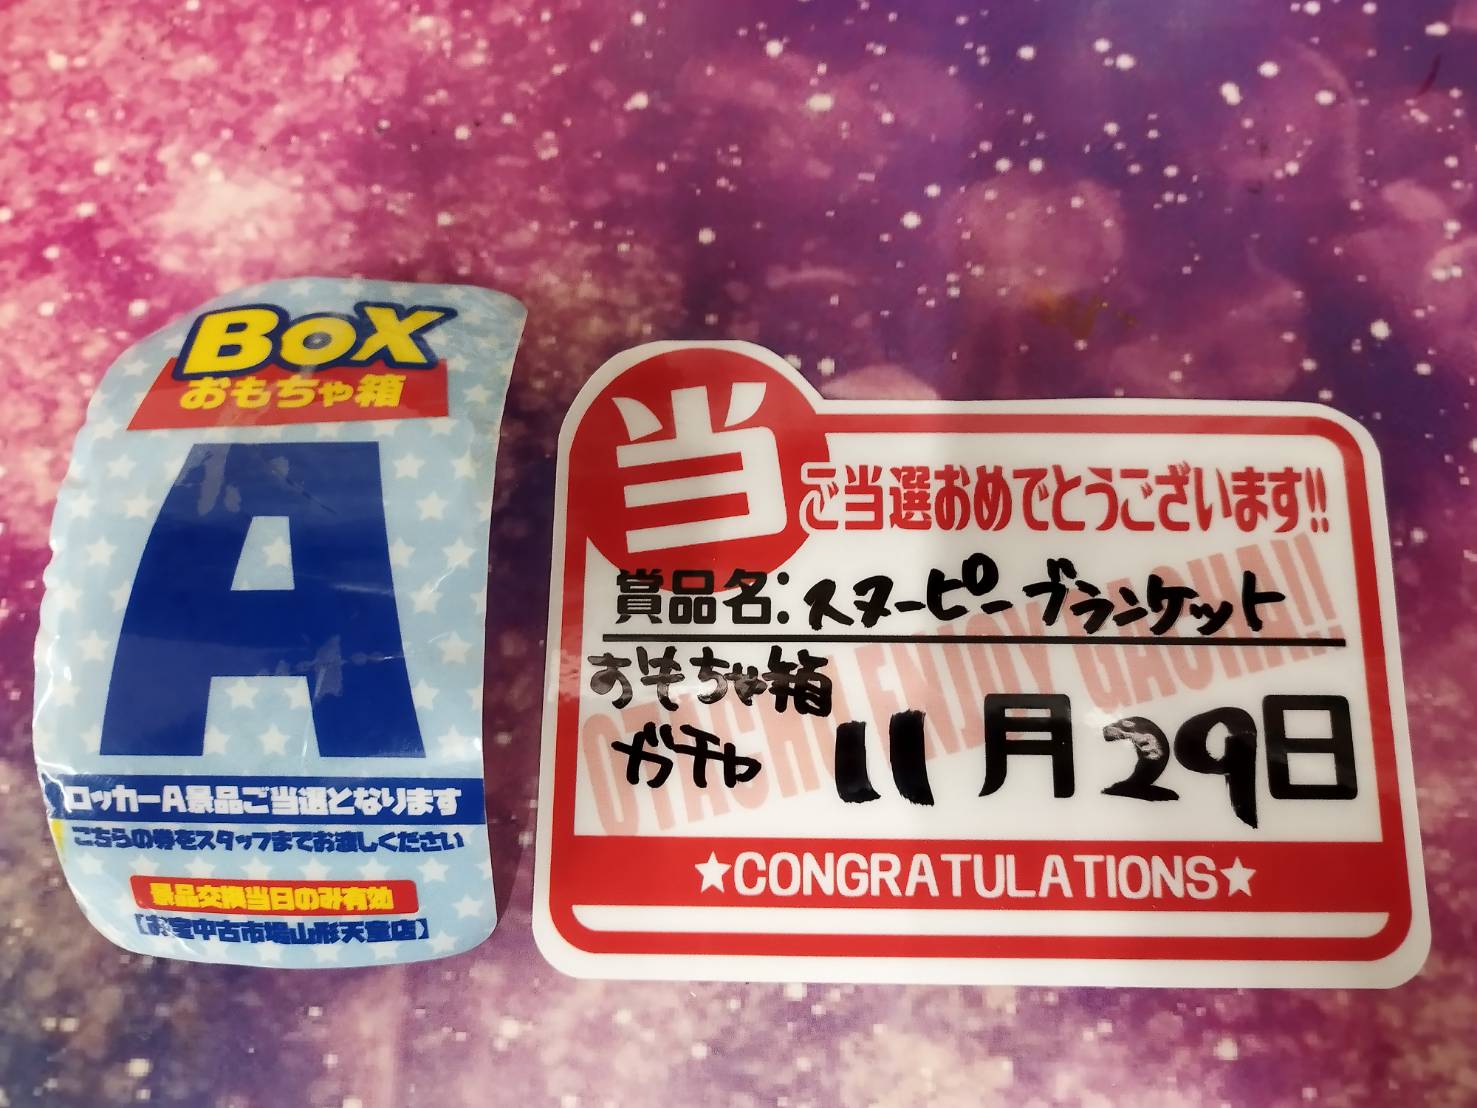 BOX
おもちゃ箱
A
ロッカーA景品ご当選となります
こちらの券をスタッフまでお渡しください
景品交換当日のみ有効
【お宝中古市場山形天童店】
当
ご当選おめでとうございます!!
賞品名:スヌーピーブランケット
おもちゃ箱
ガチャ 11月29日
OTACHU ENJOY GACHA!!
★CONGRATULATIONS★